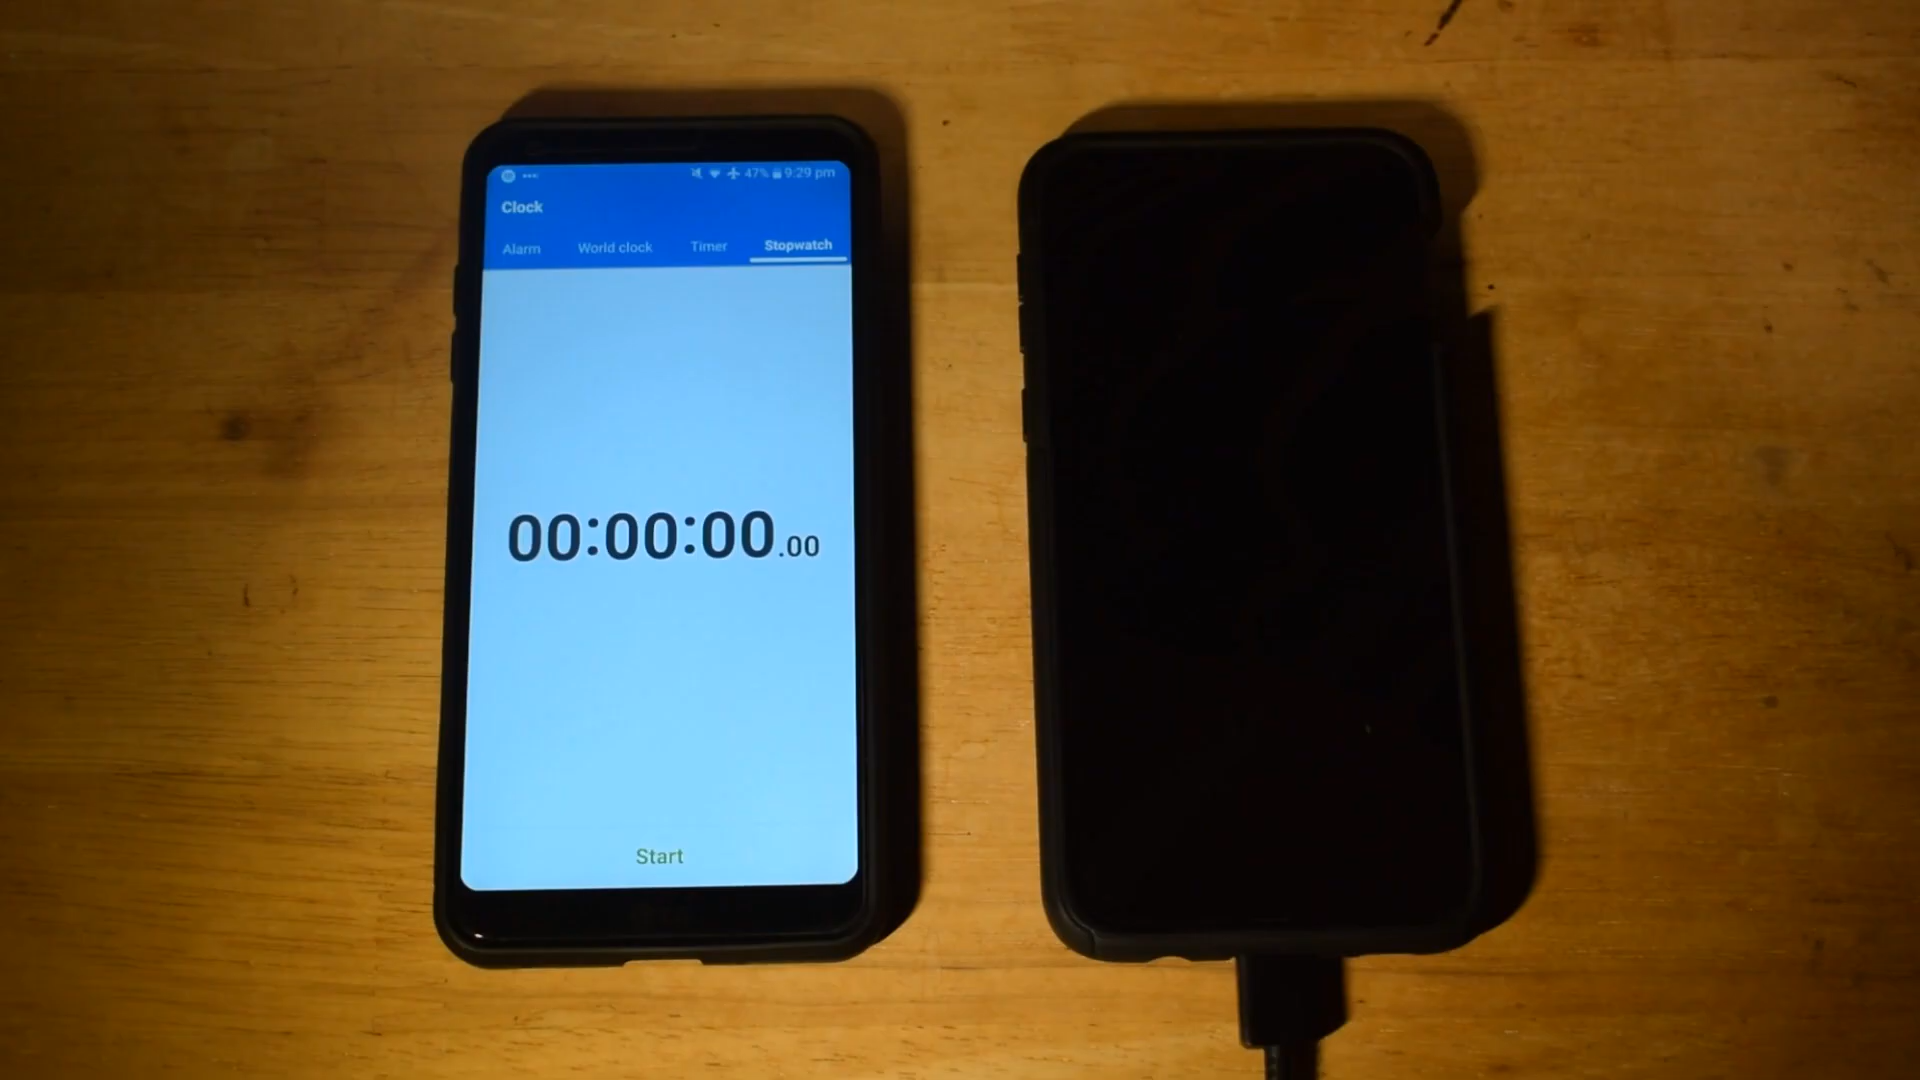 47% 9:29 pm
Clock
Alarm World clock Timer Stopwatch
00:00:00.00
Start